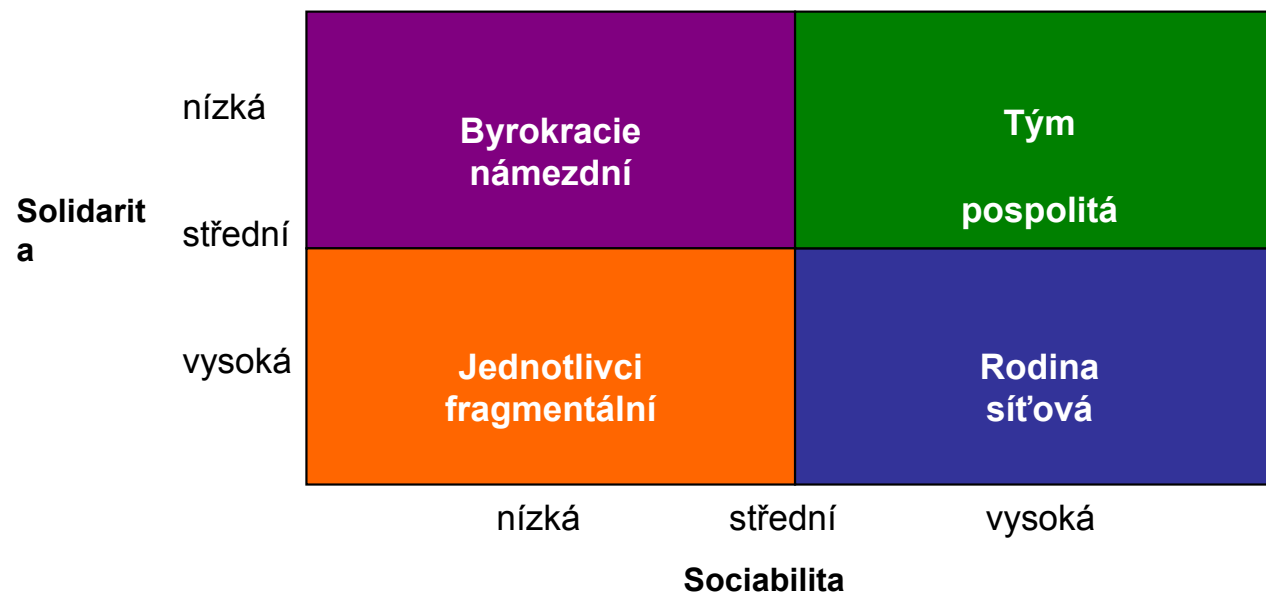 nízká
Byrokracie
námezdní
Tým
pospolitá
Solidarit
a
střední
vysoká
Jednotlivci
fragmentální
Rodina
síťová
nízká
střední
vysoká
Sociabilita